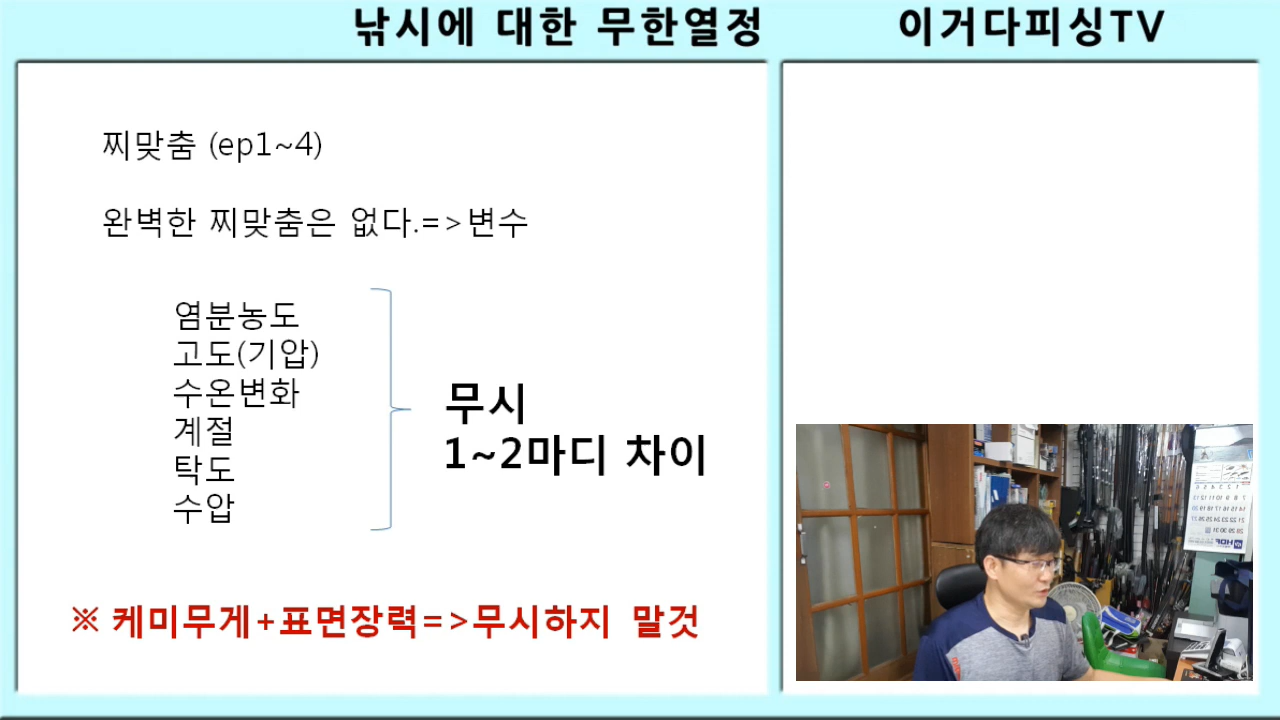 낚시에 대한 무한열정
이거다피싱TV
찌맞춤 (ep1~4)
완벽한 찌맞춤은 없다.=>변수
염분농도
고도(기압)
수온변화
계절
탁도
수압
무시
1~2마디 차이
※ 케미무게+표면장력=>무시하지 말것